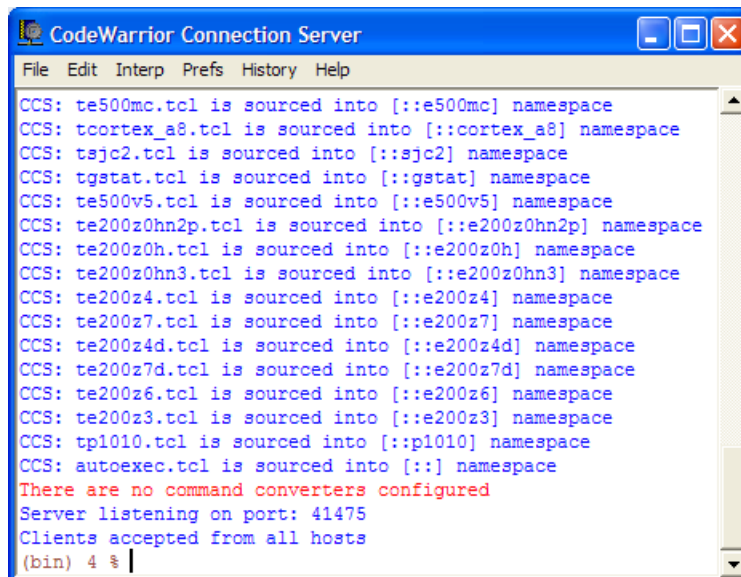 CodeWarrior Connection Server
File Edit Interp Prefs History Help
CCS: te500mc.tcl is sourced into [::e500mc] namespace
CCS: tcortex_a8.tcl is sourced into [::cortex_a8] namespace
CCS: tsjc2.tcl is sourced into [::sjc2] namespace
CCS: tgstat.tcl is sourced into [::gstat] namespace
CCS: te500v5.tcl is sourced into [::e500v5] namespace
CCS: te200z0hn2p.tcl is sourced into [::e200z0hn2p] namespace
CCS: te200z0h.tcl is sourced into [::e200z0h] namespace
CCS: te200z0hn3.tcl is sourced into [::e200z0hn3] namespace
CCS: te200z4.tcl is sourced into [::e200z4] namespace
CCS: te200z7.tcl is sourced into [::e200z7] namespace
CCS: te200z4d.tcl is sourced into [::e200z4d] namespace
CCS: te200z7d.tcl is sourced into [::e200z7d] namespace
CCS: te200z6.tcl is sourced into [::e200z6] namespace
CCS: te200z3.tcl is sourced into [::e200z3] namespace
CCS: tp1010.tcl is sourced into [::p1010] namespace
CCS: autoexec.tcl is sourced into [::] namespace
There are no command converters configured
Server listening on port: 41475
Clients accepted from all hosts
(bin) 4 %